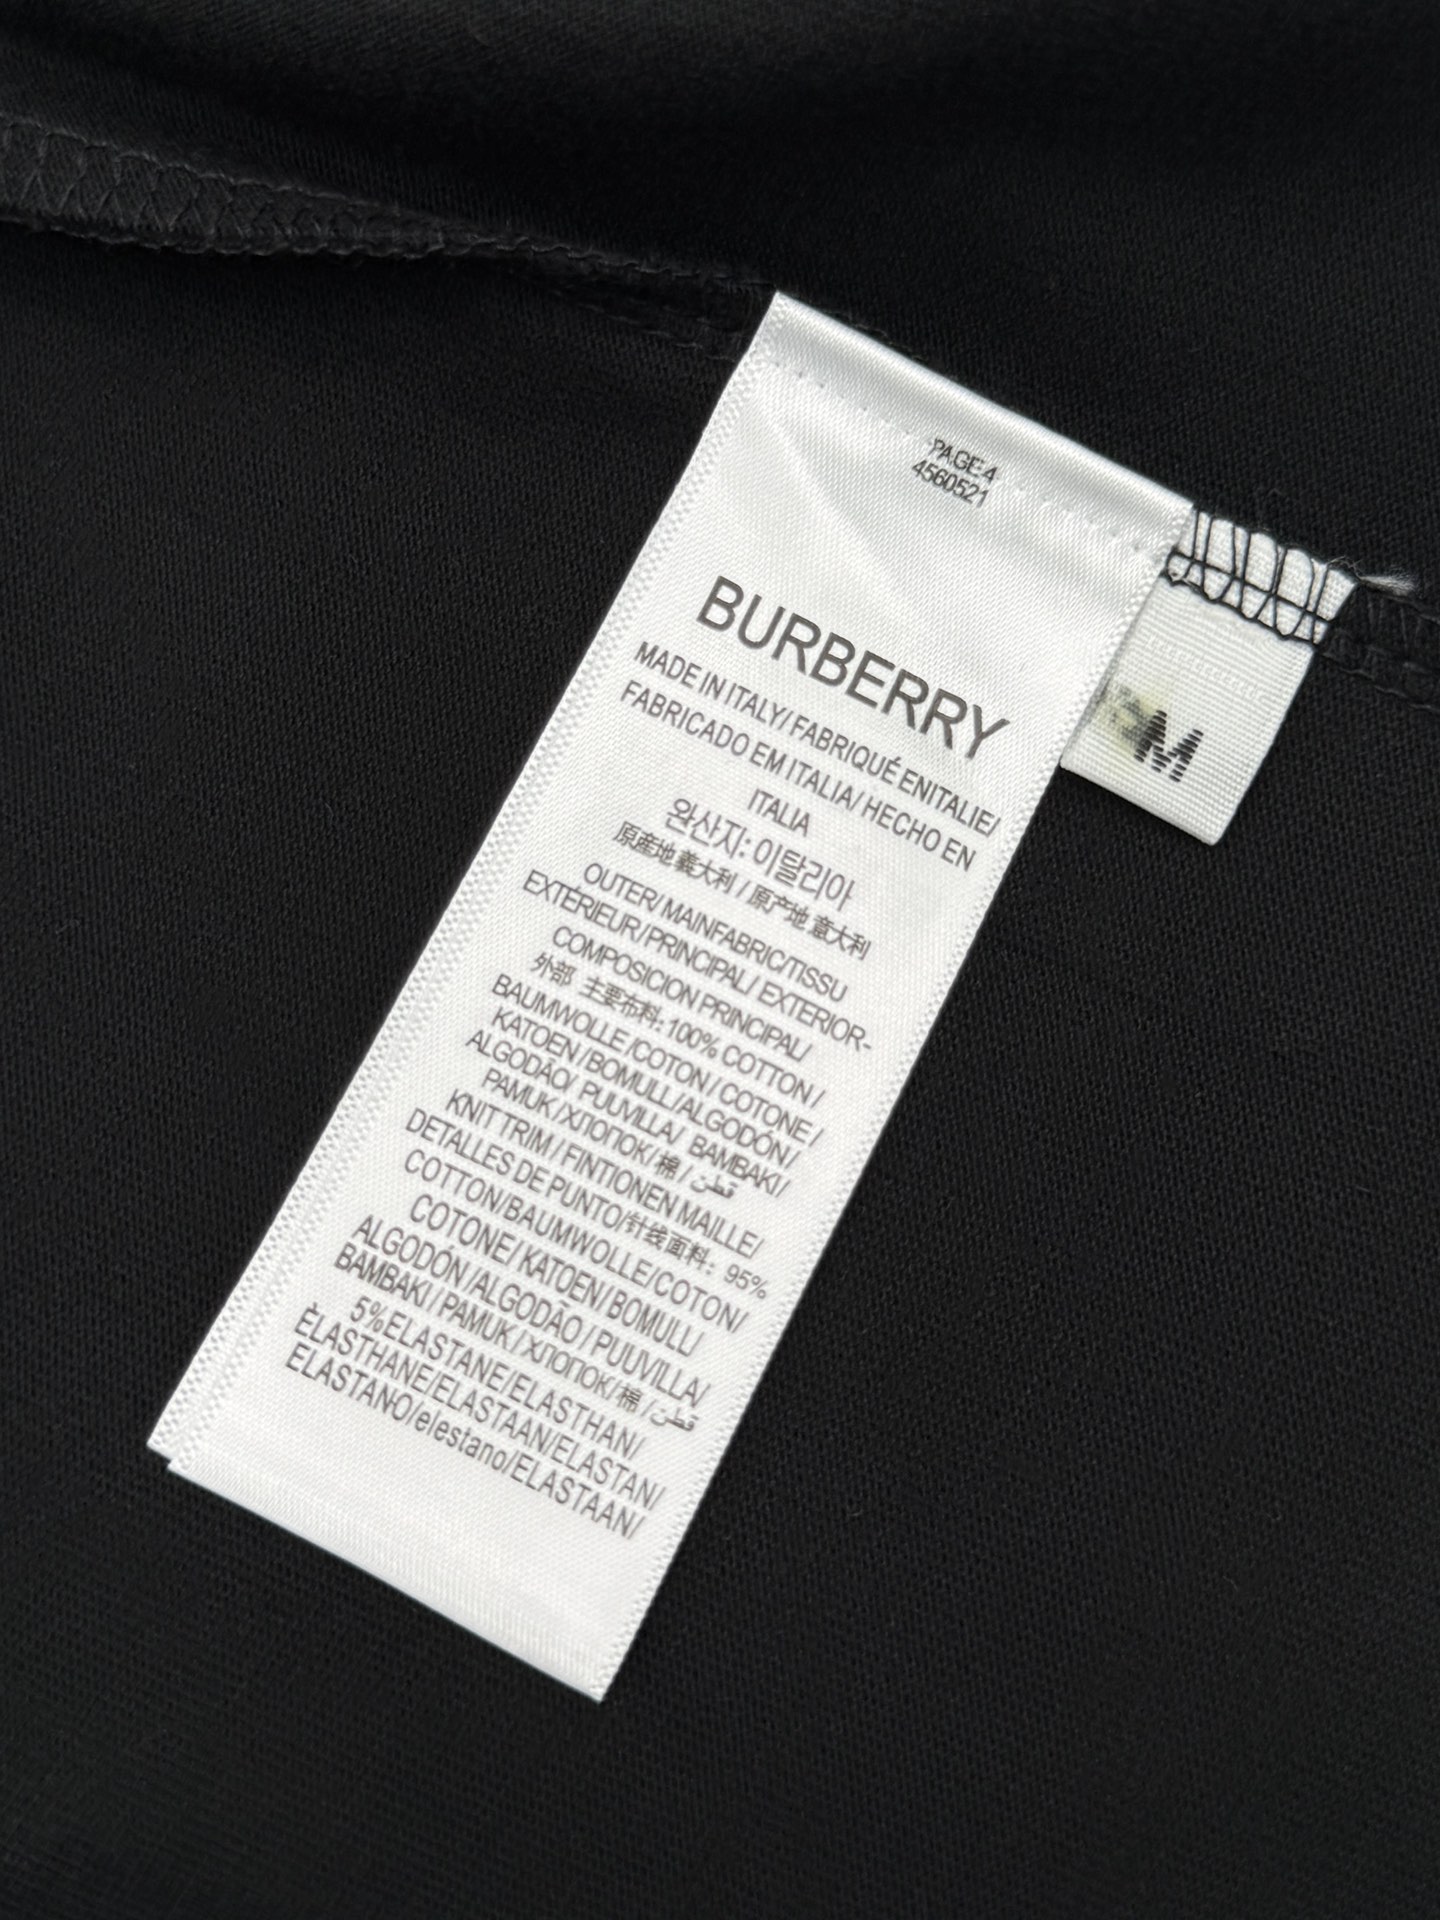 PAGE:4
4560521
BURBERRY
MADE IN ITALY/ FABRIQUÉ ENITALIE/
FABRICADO EM ITALIA/ HECHO EN
ITALIA
완산지: 이탈리아
原産地 義大利 / 原产地 意大利
OUTER/ MAINFABRIC/TISSU
EXTÉRIEUR/PRINCIPAL/ EXTERIOR-
COMPOSICION PRINCIPAL/
外部 主要布料: 100% COTTON /
BAUMWOLLE /COTON / COTONE /
KATOEN /BOMULL/ALGODÓN/
ALGODÃO/ PUUVILLA/ BAMBAKI/
PAMUK /ХЛОПОК/ 棉 / قطن
KNIT TRIM / FINTIONEN MAILLE/
DETALLES DE PUNTO/针线面料: 95%
COTTON/BAUMWOLLE/COTON/
COTONE/ KATOEN/BOMULL/
ALGODÓN /ALGODÃO / PUUVILLA/
BAMBAKI / PAMUK / ХЛОПОК/ 棉 / قطن
5%ELASTANE/ELASTHAN/
ÉLASTHANE/ELASTAAN/ELASTAN/
ELASTANO/elestano/ELASTAAN/
M